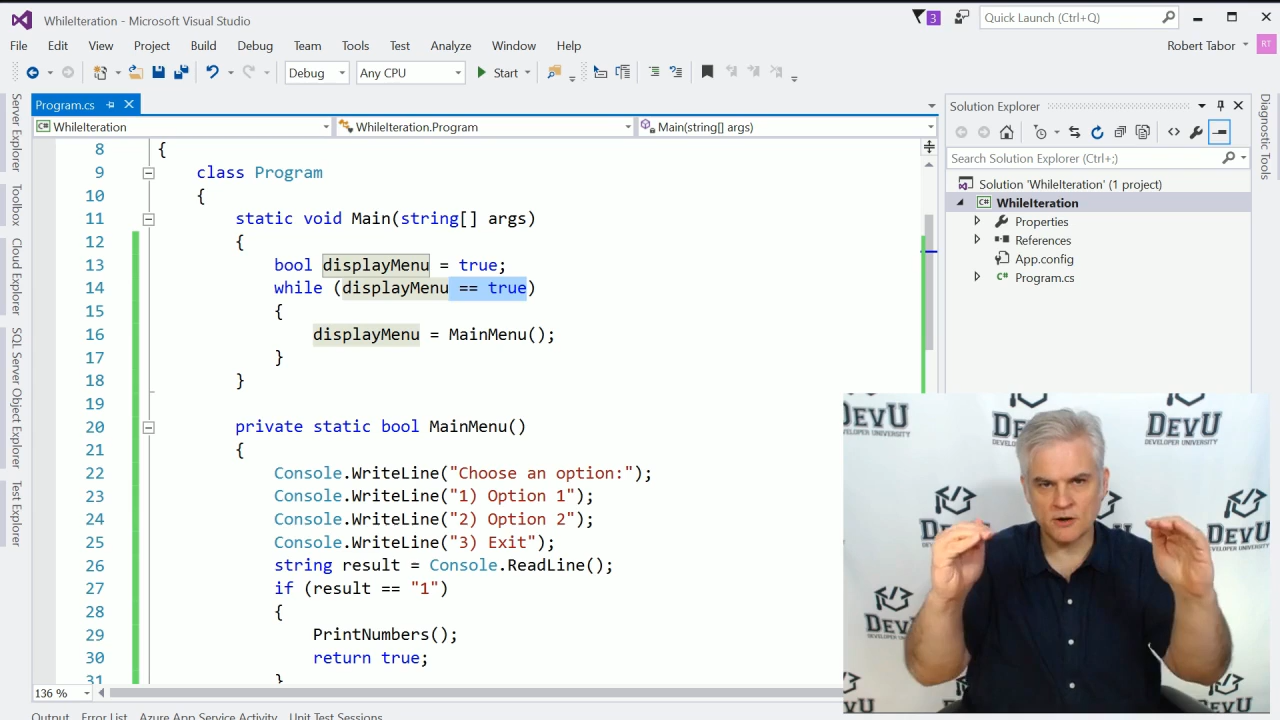 WhileIteration - Microsoft Visual Studio
3
Quick Launch (Ctrl+Q)
File Edit View Project Build Debug Team Tools Test Analyze Window Help
Robert Tabor
RT
Debug
Any CPU
Start
Program.cs
WhileIteration
WhileIteration.Program
Main(string[] args)
Server Explorer
Toolbox
Cloud Explorer
SQL Server Object Explorer
Test Explorer
8 {
9 class Program
10 {
11 static void Main(string[] args)
12 {
13 bool displayMenu = true;
14 while (displayMenu == true)
15 {
16 displayMenu = MainMenu();
17 }
18 }
19
20 private static bool MainMenu()
21 {
22 Console.WriteLine("Choose an option:");
23 Console.WriteLine("1) Option 1");
24 Console.WriteLine("2) Option 2");
25 Console.WriteLine("3) Exit");
26 string result = Console.ReadLine();
27 if (result == "1")
28 {
29 PrintNumbers();
30 return true;
31 }
136 %
Output Error List Azure App Service Activity Unit Test Sessions
Solution Explorer
Search Solution Explorer (Ctrl+;)
Solution 'WhileIteration' (1 project)
WhileIteration
Properties
References
App.config
Program.cs
Diagnostic Tools
DevU
DEVELOPER UNIVERSITY
DevU
DEVELOPER UNIVERSITY